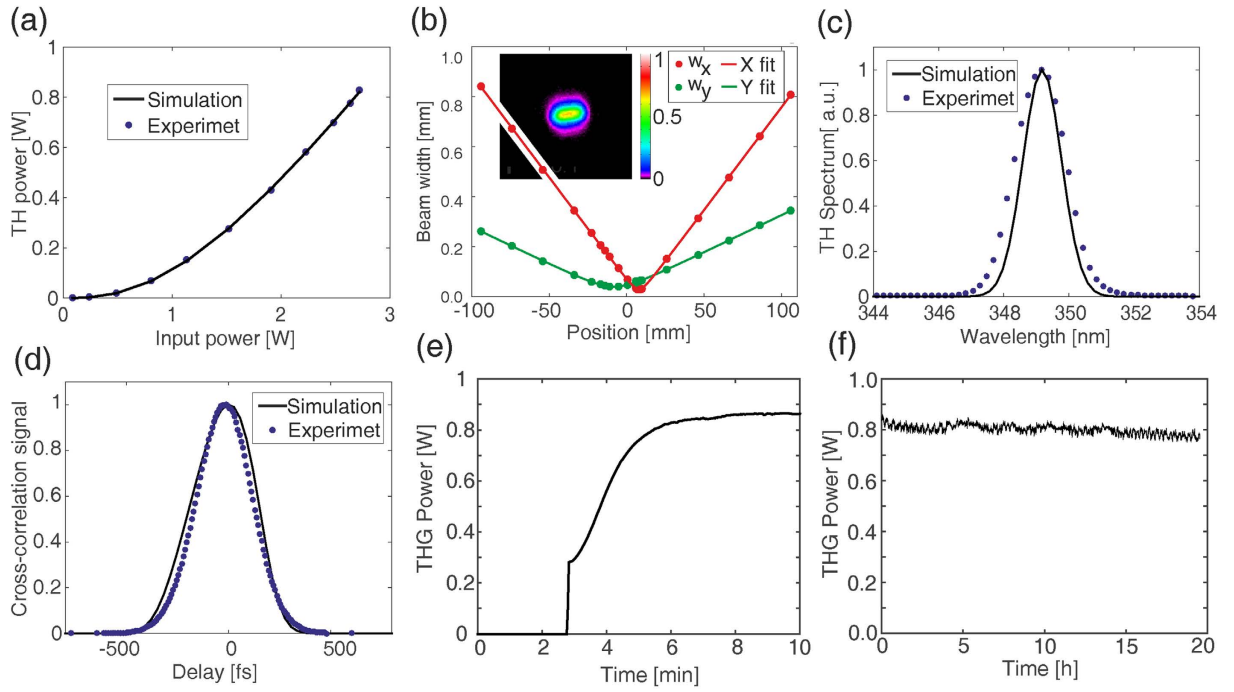 (a)
1
0.8
0.6
0.4
0.2
0
0
1
2
3
TH power [W]
Input power [W]
Simulation
Experimet
(b)
1.0
0.8
0.6
0.4
0.2
0.0
-100
-50
0
50
100
Beam width [mm]
Position [mm]
1
0.5
0
wx
X fit
wy
Y fit
(c)
1
0.8
0.6
0.4
0.2
0
344
346
348
350
352
354
TH Spectrum[ a.u.]
Wavelength [nm]
Simulation
Experimet
(d)
1
0.8
0.6
0.4
0.2
0
-500
0
500
Cross-correlation signal
Delay [fs]
Simulation
Experimet
(e)
1
0.8
0.6
0.4
0.2
0
0
2
4
6
8
10
THG Power [W]
Time [min]
(f)
1.0
0.8
0.6
0.4
0.2
0.0
0
5
10
15
20
THG Power [W]
Time [h]